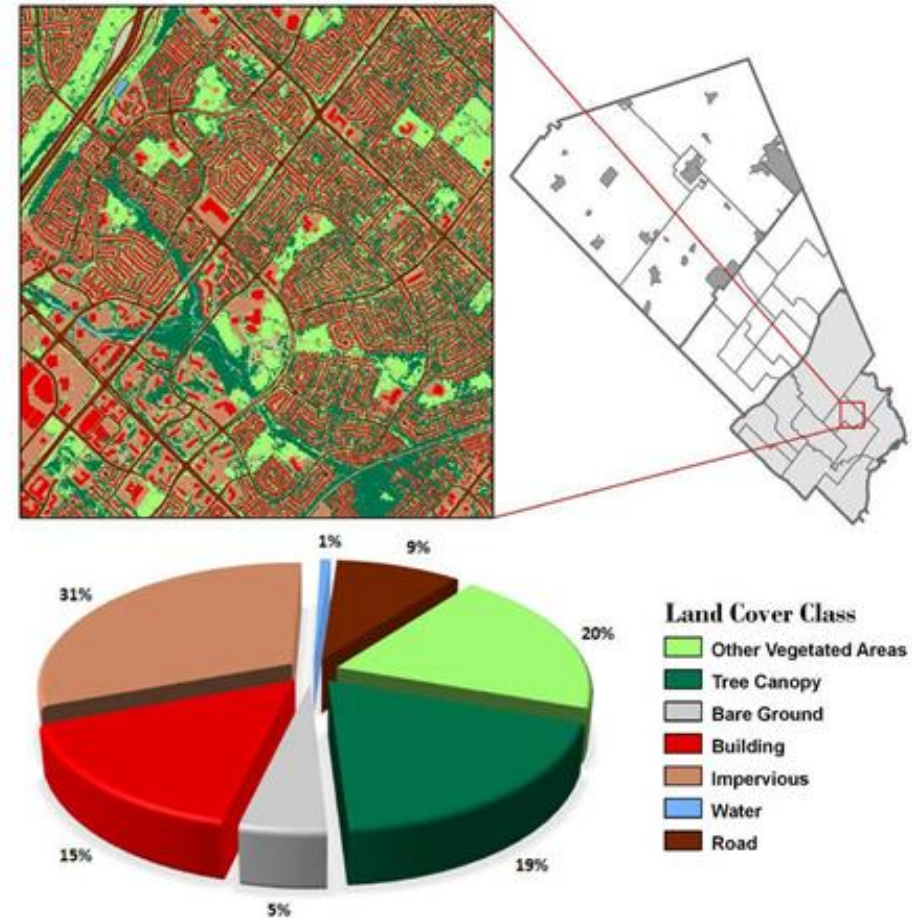 1%
9%
31%
20%
Land Cover Class
Other Vegetated Areas
Tree Canopy
Bare Ground
Building
Impervious
Water
Road
15%
19%
5%